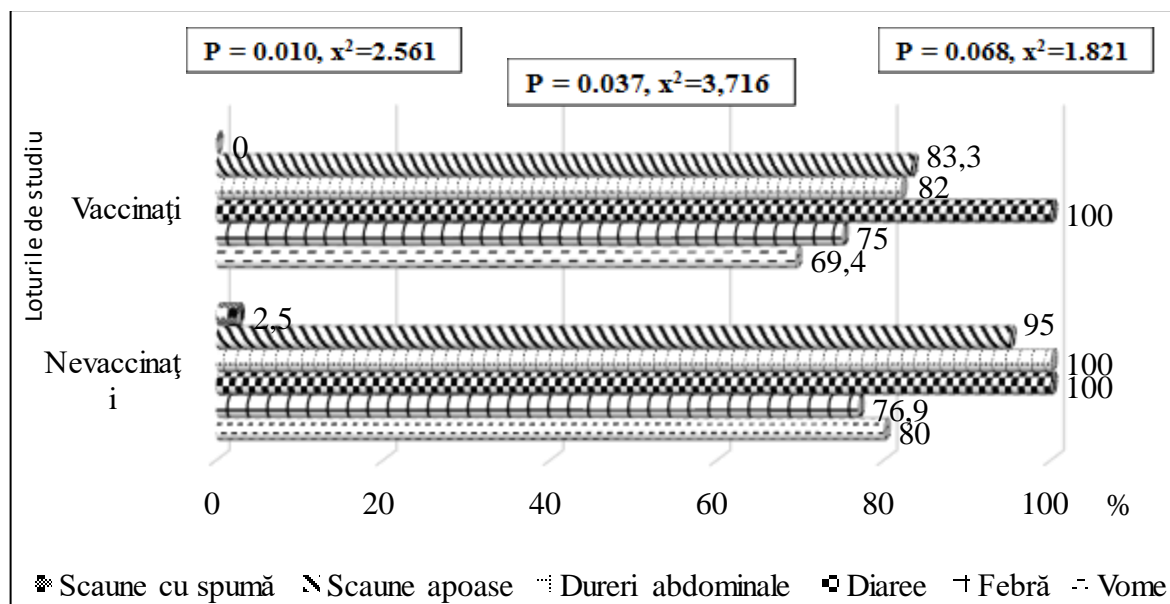 P = 0.010, x²=2.561
P = 0.068, x²=1.821
P = 0.037, x²=3,716
Loturile de studiu
Vaccinaţi
0
83,3
82
100
75
69,4
Nevaccinaţ
i
2,5
95
100
100
76,9
80
0 20 40 60 80 100 %
Scaune cu spumă Scaune apoase Dureri abdominale Diaree Febră Vome